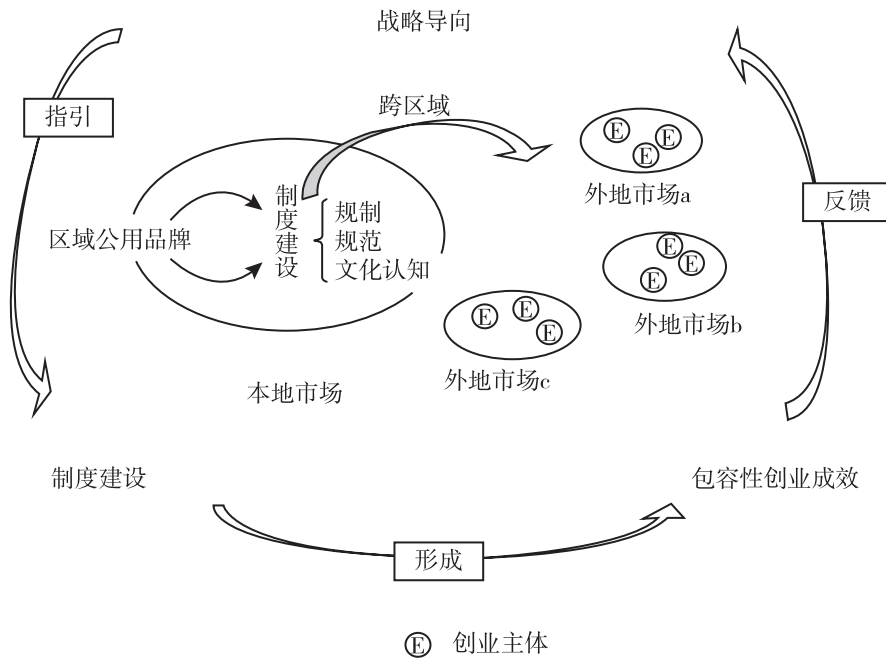 战略导向
指引
跨区域
E
E
E
外地市场a
反馈
区域公用品牌
制度建设
规制
规范
文化认知
E
E
E
外地市场b
E
E
E
外地市场c
本地市场
制度建设
包容性创业成效
形成
E 创业主体